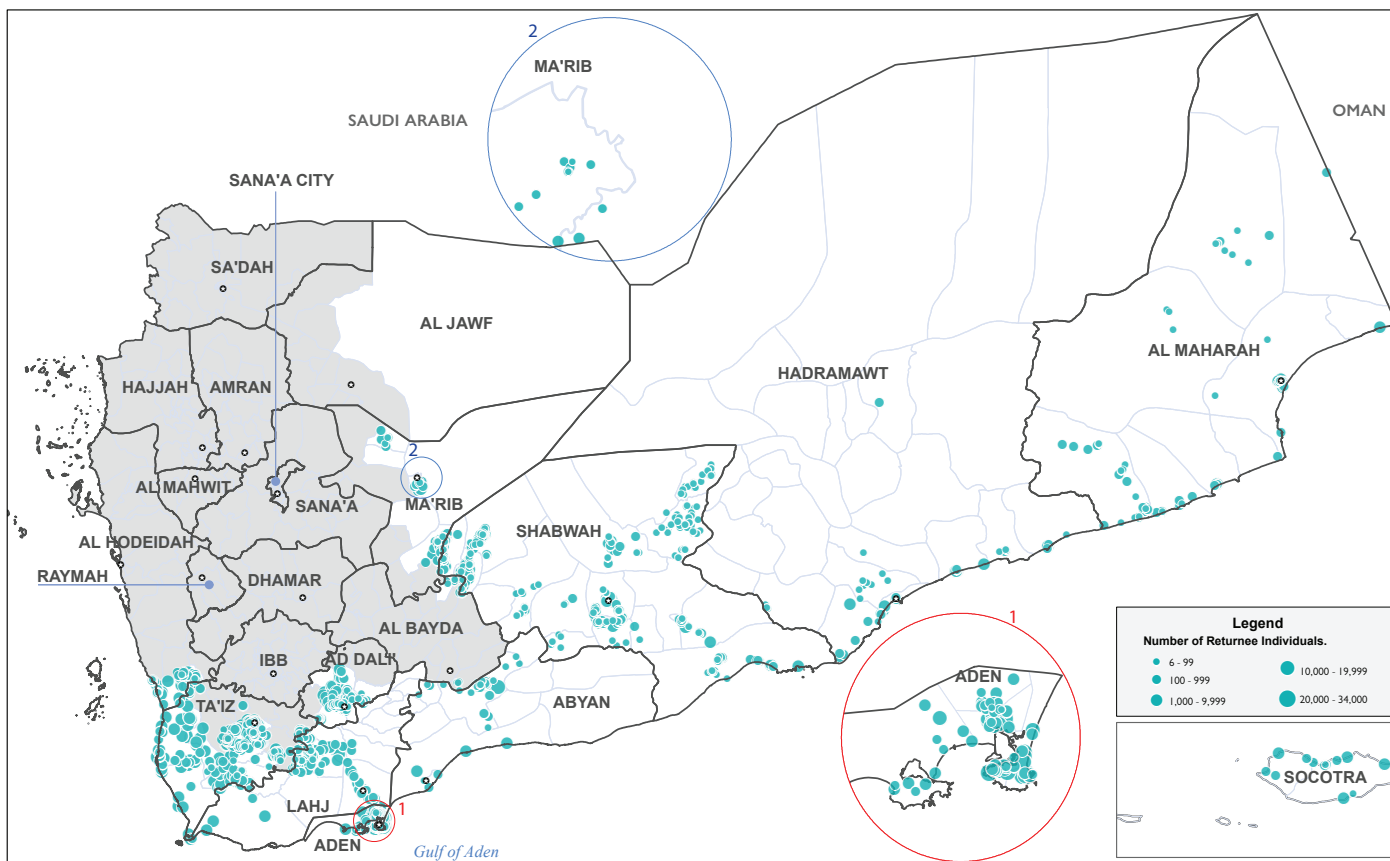 2
MA'RIB
SAUDI ARABIA
OMAN
SANA'A CITY
SA'DAH
AL JAWF
HAJJAH
AMRAN
AL MAHARAH
HADRAMAWT
2
AL MAHWIT
SANA'A
MA'RIB
SHABWAH
AL HODEIDAH
RAYMAH
DHAMAR
AL BAYDA
IBB
AD DALI'
ABYAN
TA'IZ
LAHJ
1
ADEN
Gulf of Aden
1
ADEN
Legend
Number of Returnee Individuals.
6 - 99
100 - 999
1,000 - 9,999
10,000 - 19,999
20,000 - 34,000
SOCOTRA